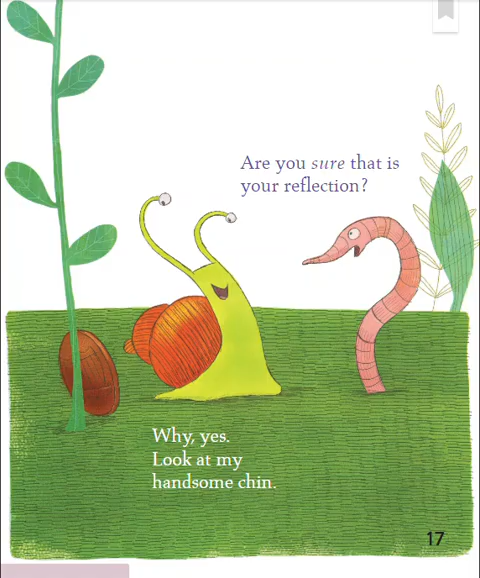 Are you sure that is
your reflection?
Why, yes.
Look at my
handsome chin.
17